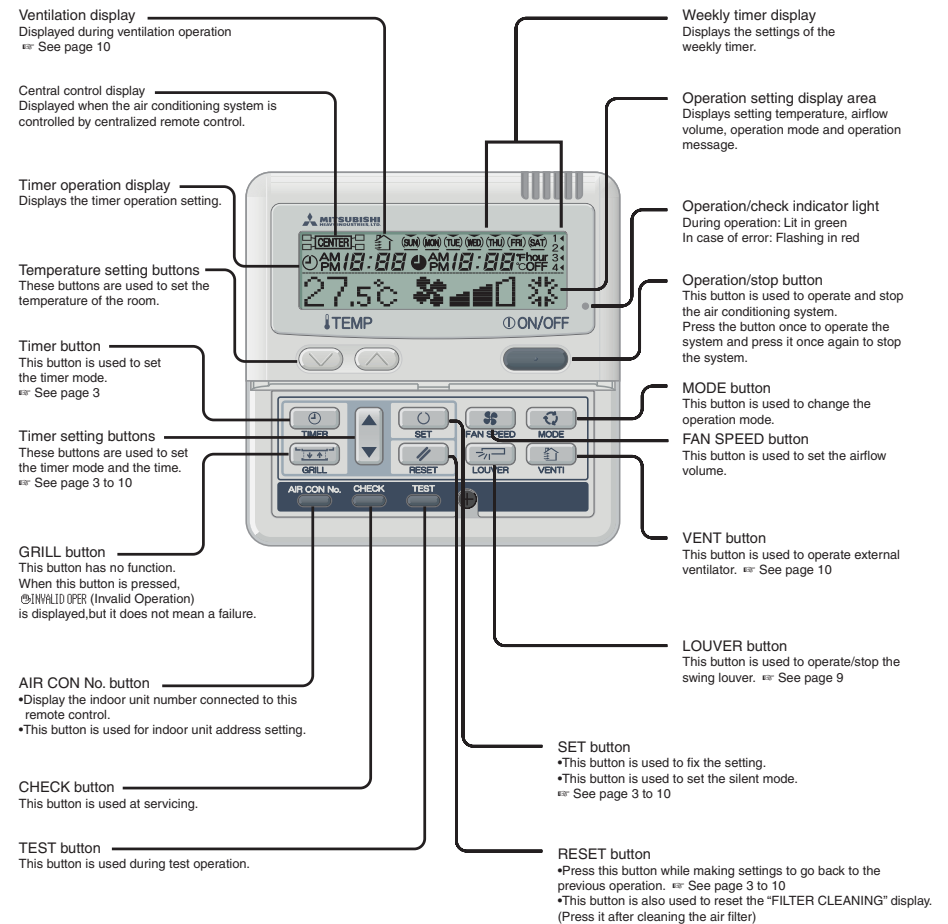 Ventilation display
Displayed during ventilation operation
☞ See page 10
Central control display
Displayed when the air conditioning system is
controlled by centralized remote control.
Timer operation display
Displays the timer operation setting.
Temperature setting buttons
These buttons are used to set the
temperature of the room.
Timer button
This button is used to set
the timer mode.
☞ See page 3
Timer setting buttons
These buttons are used to set
the timer mode and the time.
☞ See page 3 to 10
GRILL button
This button has no function.
When this button is pressed,
INVALID OPER (Invalid Operation)
is displayed,but it does not mean a failure.
AIR CON No. button
•Display the indoor unit number connected to this
remote control.
•This button is used for indoor unit address setting.
CHECK button
This button is used at servicing.
TEST button
This button is used during test operation.
MITSUBISHI
HEAVY INDUSTRIES, LTD.
CENTER SUN MON TUE WED THU FRI SAT 1
2
AM 18:88 AM 18:88 °F hour 3
PM PM °C OFF 4
27.5°C
TEMP ON/OFF
TIMER SET FAN SPEED MODE
GRILL RESET LOUVER VENTI
AIR CON No. CHECK TEST
Weekly timer display
Displays the settings of the
weekly timer.
Operation setting display area
Displays setting temperature, airflow
volume, operation mode and operation
message.
Operation/check indicator light
During operation: Lit in green
In case of error: Flashing in red
Operation/stop button
This button is used to operate and stop
the air conditioning system.
Press the button once to operate the
system and press it once again to stop
the system.
MODE button
This button is used to change the
operation mode.
FAN SPEED button
This button is used to set the airflow
volume.
VENT button
This button is used to operate external
ventilator. ☞ See page 10
LOUVER button
This button is used to operate/stop the
swing louver. ☞ See page 9
SET button
•This button is used to fix the setting.
•This button is used to set the silent mode.
☞ See page 3 to 10
RESET button
•Press this button while making settings to go back to the
previous operation. ☞ See page 3 to 10
•This button is also used to reset the “FILTER CLEANING” display.
(Press it after cleaning the air filter)